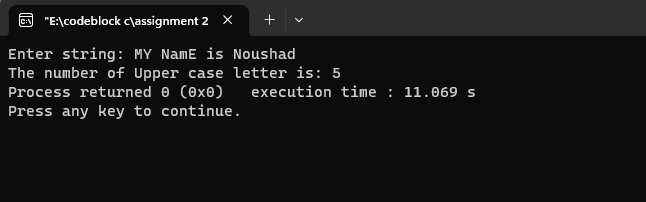 "E:\codeblock c\assignment 2
Enter string: MY NamE is Noushad
The number of Upper case letter is: 5
Process returned 0 (0x0)   execution time : 11.069 s
Press any key to continue.